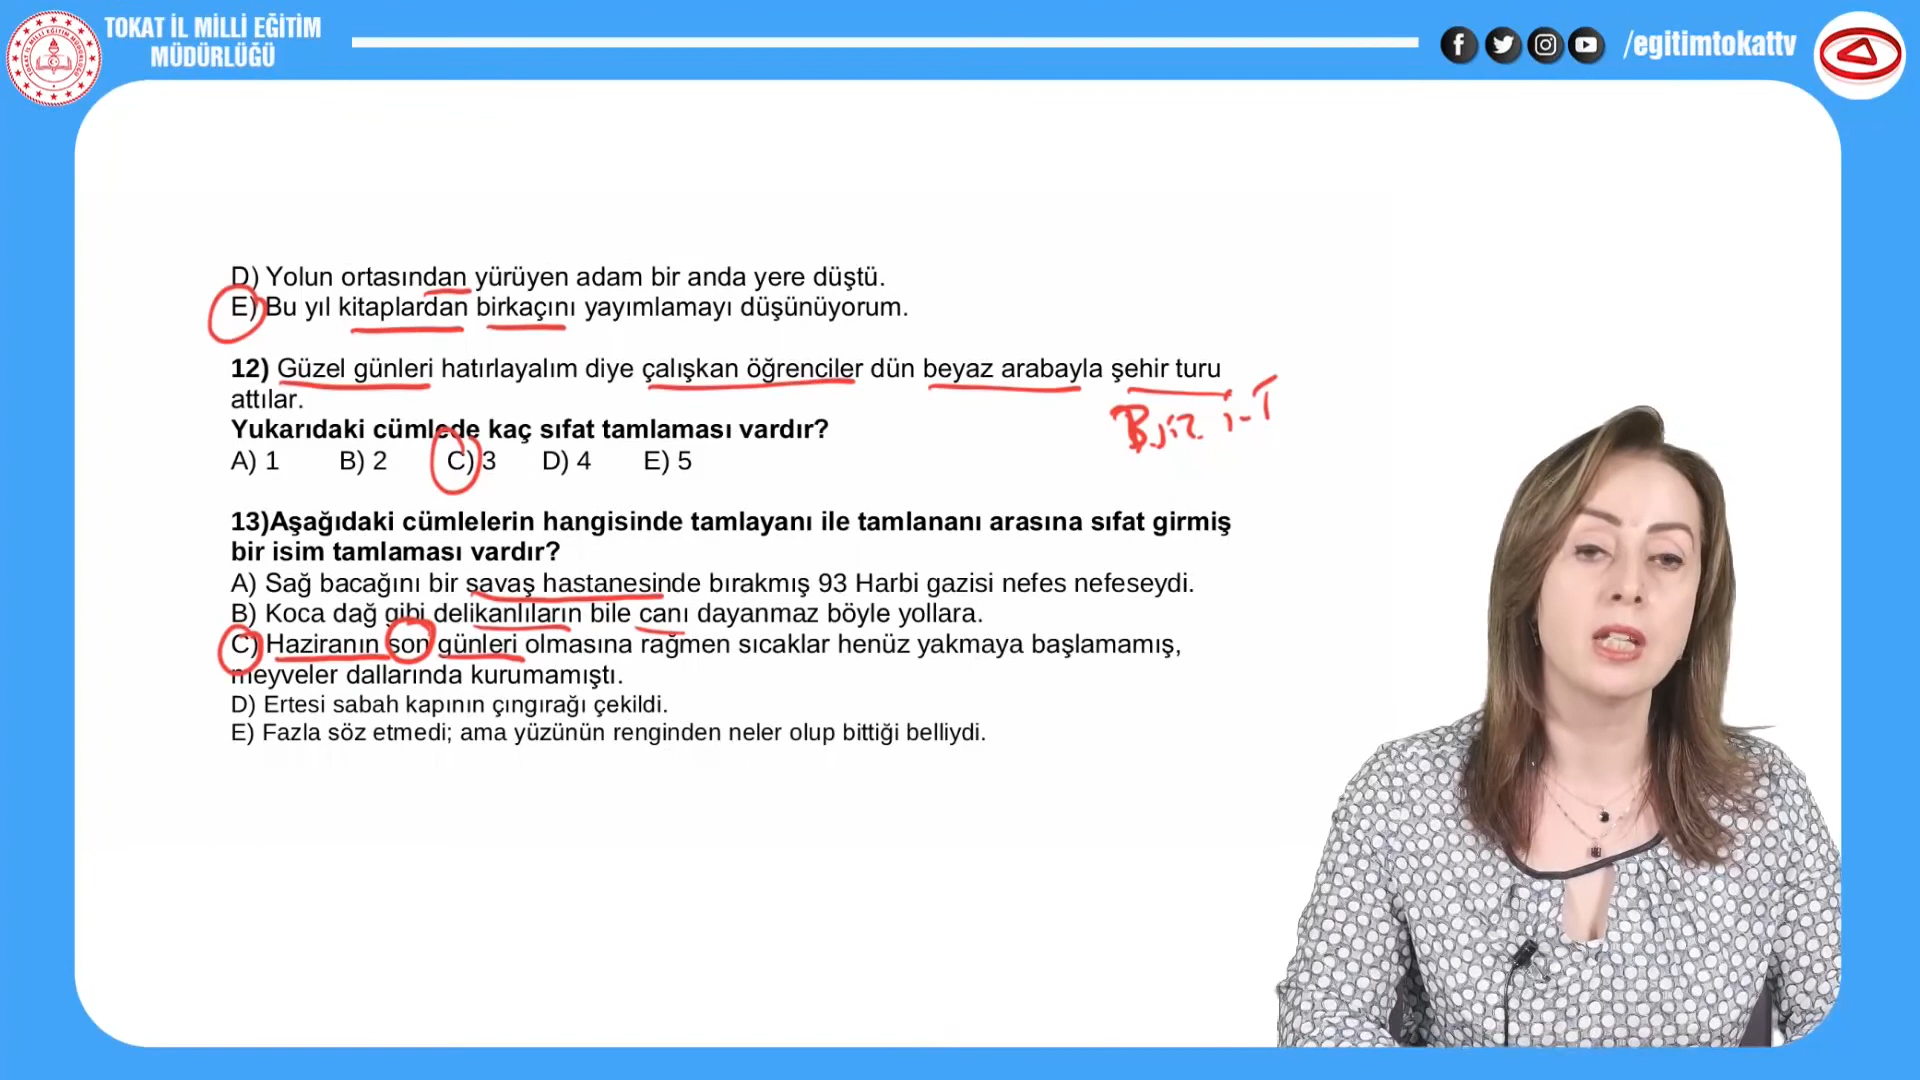 TOKAT İL MİLLİ EĞİTİM
MÜDÜRLÜĞÜ
/egitimtokattv
D) Yolun ortasından yürüyen adam bir anda yere düştü.
E) Bu yıl kitaplardan birkaçını yayımlamayı düşünüyorum.
12) Güzel günleri hatırlayalım diye çalışkan öğrenciler dün beyaz arabayla şehir turu
attılar.
Yukarıdaki cümlede kaç sıfat tamlaması vardır?
A) 1 B) 2 C) 3 D) 4 E) 5
13)Aşağıdaki cümlelerin hangisinde tamlayanı ile tamlananı arasına sıfat girmiş
bir isim tamlaması vardır?
A) Sağ bacağını bir savaş hastanesinde bırakmış 93 Harbi gazisi nefes nefeseydi.
B) Koca dağ gibi delikanlıların bile canı dayanmaz böyle yollara.
C) Haziranın son günleri olmasına rağmen sıcaklar henüz yakmaya başlamamış,
meyveler dallarında kurumamıştı.
D) Ertesi sabah kapının çıngırağı çekildi.
E) Fazla söz etmedi; ama yüzünün renginden neler olup bittiği belliydi.